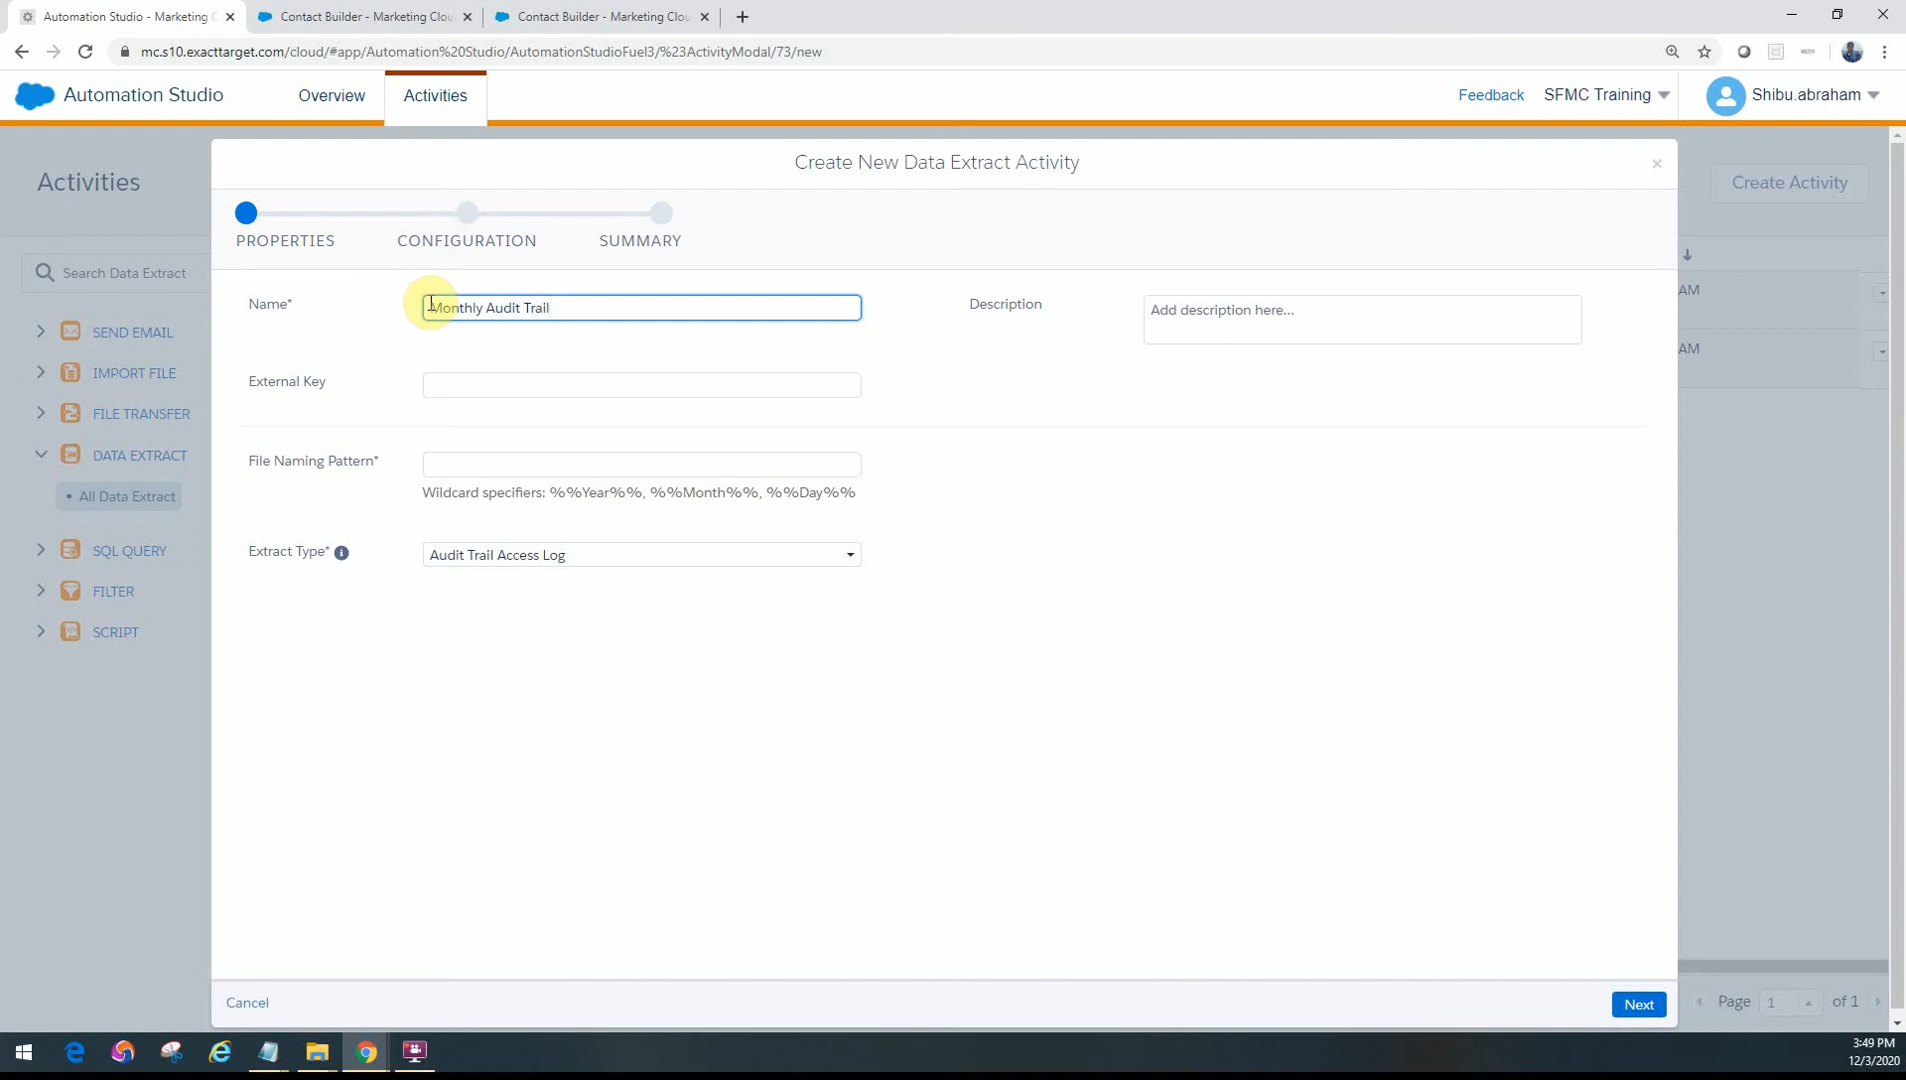 Automation Studio - Marketing C
Contact Builder - Marketing Clou
Contact Builder - Marketing Clou
mc.s10.exacttarget.com/cloud/#app/Automation%20Studio/AutomationStudioFuel3/%23ActivityModal/73/new
Automation Studio
Overview
Activities
Feedback
SFMC Training
Shibu.abraham
Activities
Create New Data Extract Activity
Create Activity
PROPERTIES
CONFIGURATION
SUMMARY
Search Data Extract
Name*
Monthly Audit Trail
Description
Add description here...
AM
SEND EMAIL
AM
IMPORT FILE
External Key
FILE TRANSFER
DATA EXTRACT
File Naming Pattern*
All Data Extract
Wildcard specifiers: %%Year%%, %%Month%%, %%Day%%
SQL QUERY
Extract Type*
Audit Trail Access Log
FILTER
SCRIPT
Cancel
Next
Page 1 of 1
3:49 PM
12/3/2020